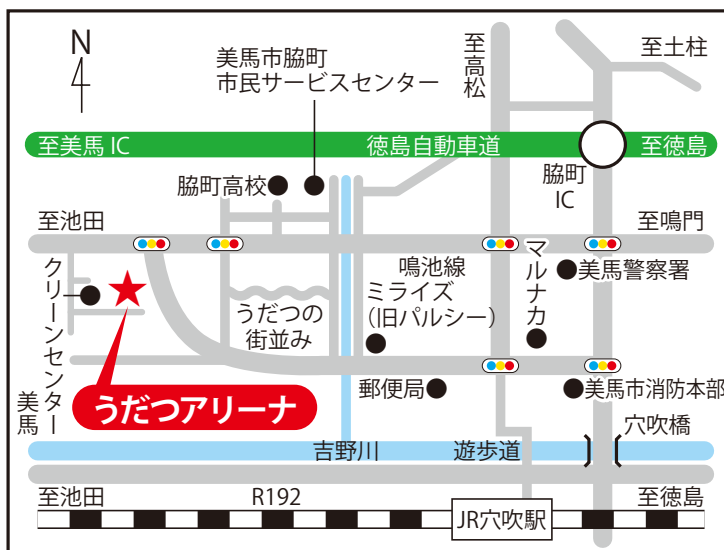 N
美馬市脇町
市民サービスセンター
至高松
至土柱
至美馬 IC
徳島自動車道
至徳島
脇町高校
脇町
IC
至池田
至鳴門
鳴池線
マルナカ
美馬警察署
クリーンセンター
美馬
ミライズ
（旧パルシー）
うだつの
街並み
うだつアリーナ
郵便局
美馬市消防本部
穴吹橋
吉野川
遊歩道
至池田
R192
至徳島
JR穴吹駅